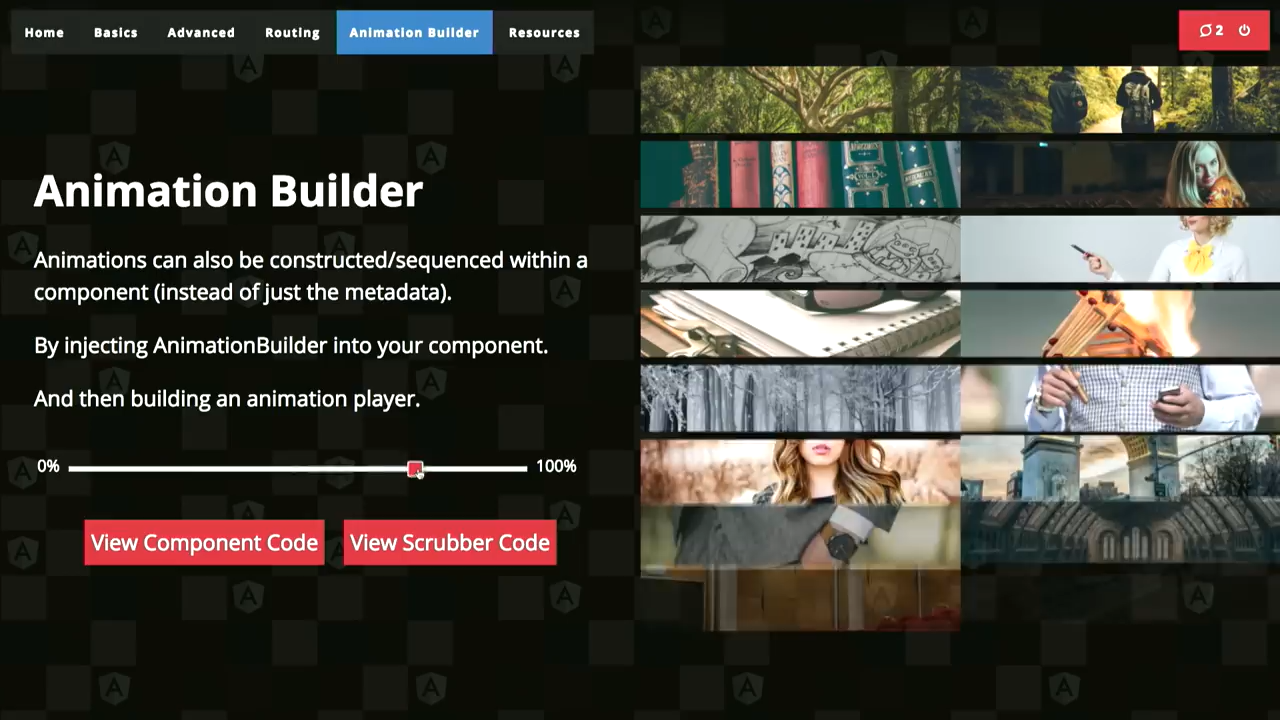 Home Basics Advanced Routing Animation Builder Resources
2
Animation Builder
Animations can also be constructed/sequenced within a
component (instead of just the metadata).
By injecting AnimationBuilder into your component.
And then building an animation player.
0% 100%
View Component Code View Scrubber Code